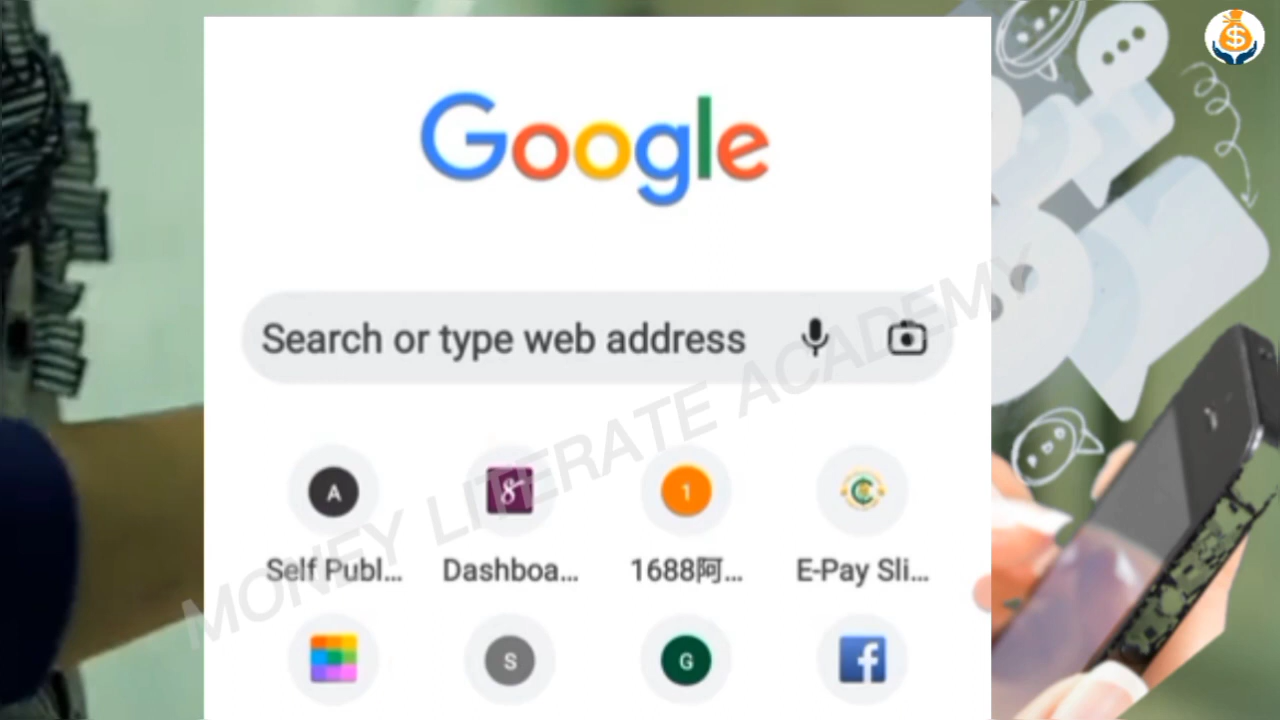 $
Google
Search or type web address
A
8
1
C
Self Publ...
Dashboa...
1688阿...
E-Pay Sli...
S
G
f
MONEY LITERATE ACADEMY